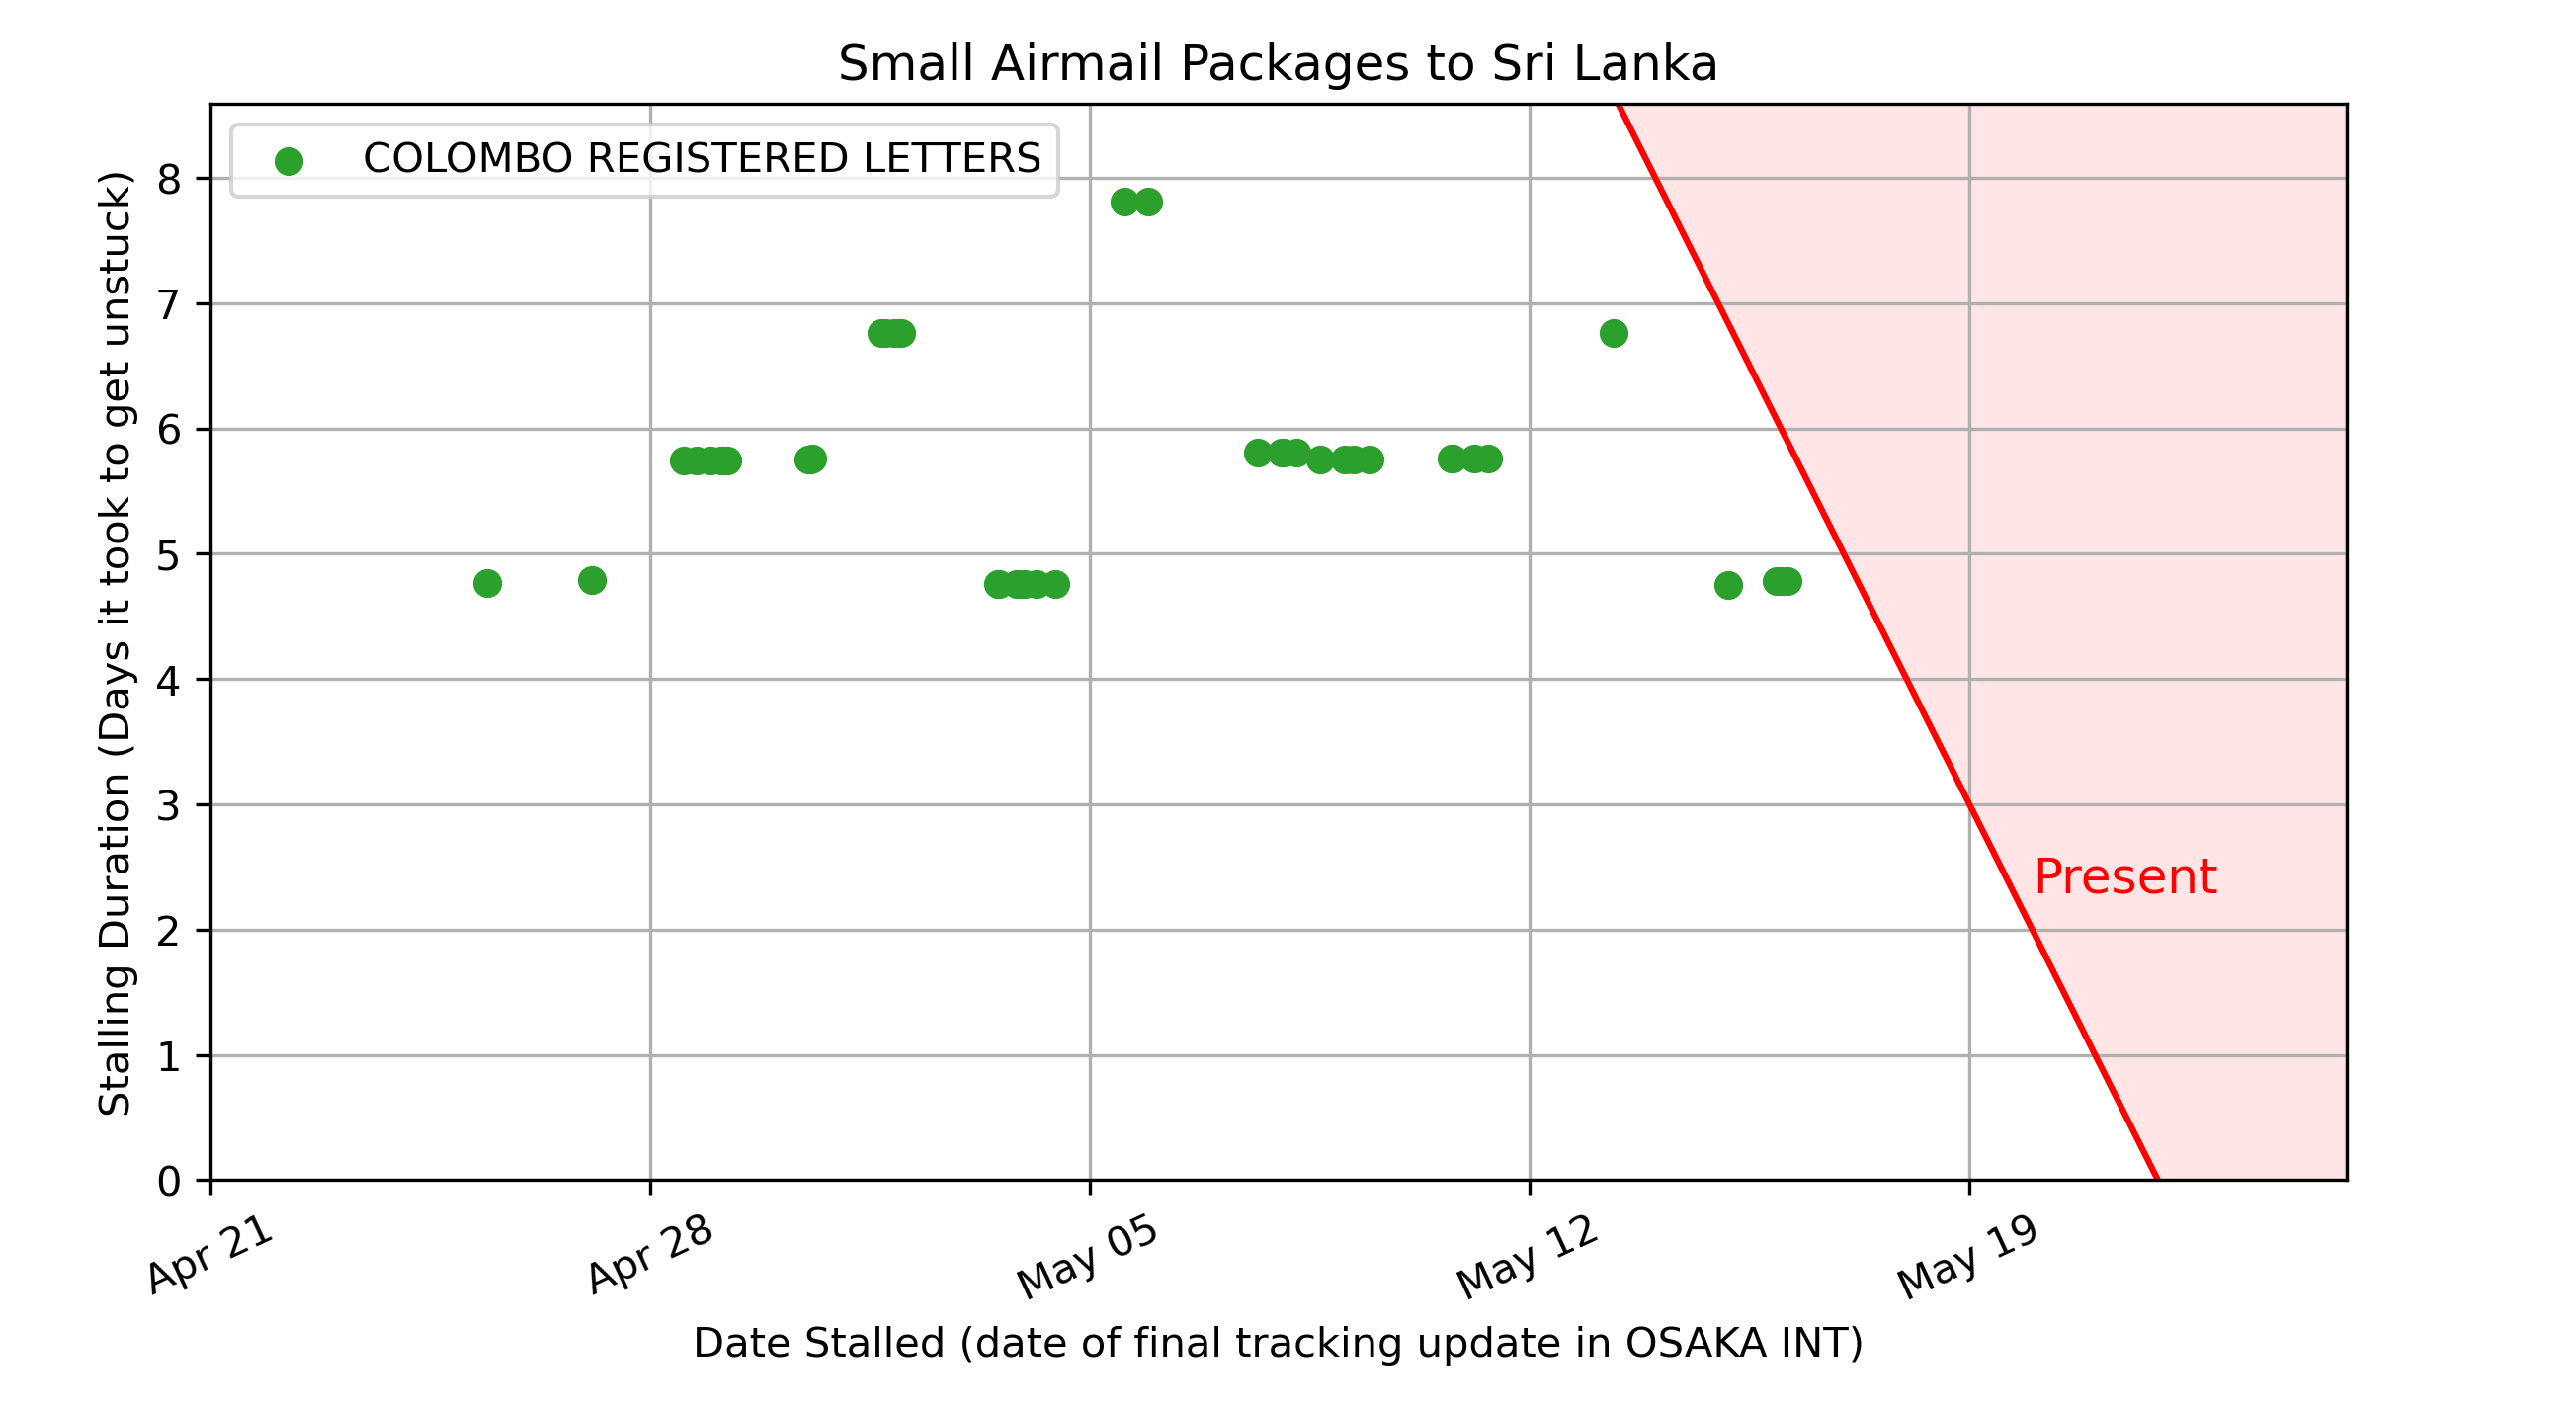 Small Airmail Packages to Sri Lanka
COLOMBO REGISTERED LETTERS
Stalling Duration (Days it took to get unstuck)
8
7
6
5
4
3
2
1
0
Present
Apr 21
Apr 28
May 05
May 12
May 19
Date Stalled (date of final tracking update in OSAKA INT)